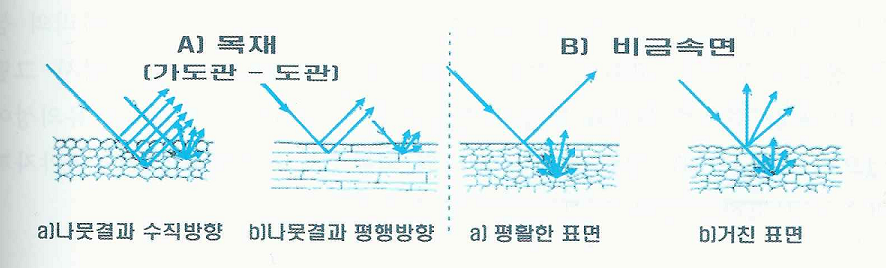 A) 목재
(가도관 - 도관)
B) 비금속면
a)나뭇결과 수직방향
b)나뭇결과 평행방향
a) 평활한 표면
b)거친 표면